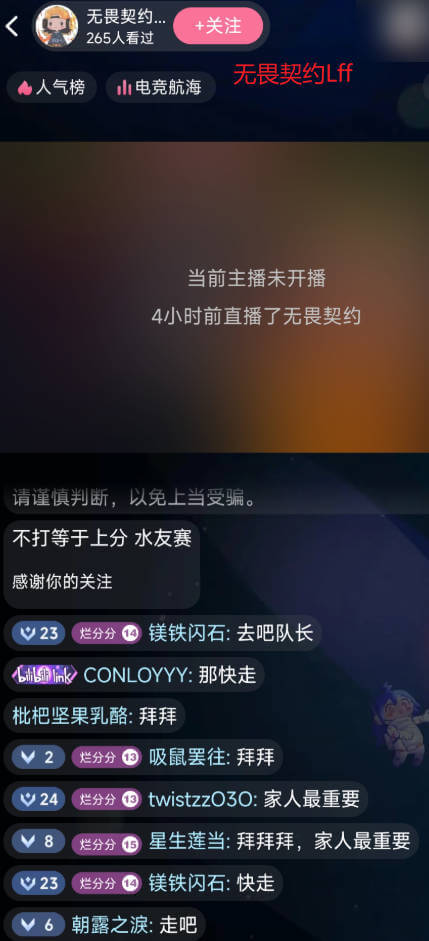 无畏契约...
+关注
265人看过
无畏契约Lff
人气榜
电竞航海
当前主播未开播
4小时前直播了无畏契约
请谨慎判断，以免上当受骗。
不打等于上分 水友赛
感谢你的关注
23 烂分分 14 镁铁闪石: 去吧队长
bilibili link CONLOYYY: 那快走
枇杷坚果乳酪: 拜拜
2 烂分分 13 吸鼠罢往: 拜拜
24 烂分分 13 twistzzO3O: 家人最重要
8 烂分分 15 星生莲当: 拜拜拜，家人最重要
23 烂分分 14 镁铁闪石: 快走
6 朝露之淚: 走吧